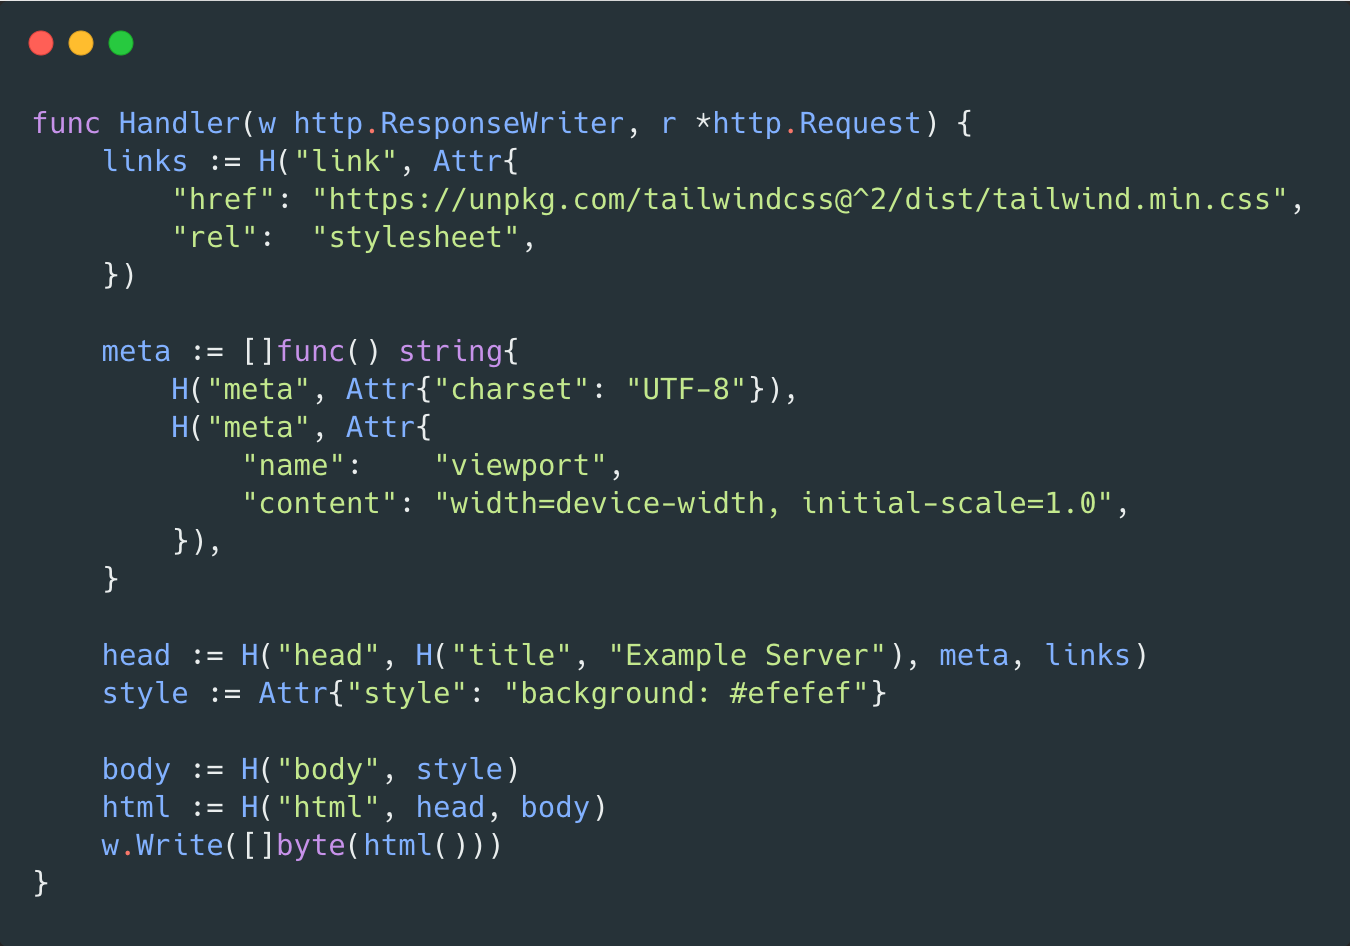 func Handler(w http.ResponseWriter, r *http.Request) {
    links := H("link", Attr{
        "href": "https://unpkg.com/tailwindcss@^2/dist/tailwind.min.css",
        "rel":  "stylesheet",
    })

    meta := []func() string{
        H("meta", Attr{"charset": "UTF-8"}),
        H("meta", Attr{
            "name":    "viewport",
            "content": "width=device-width, initial-scale=1.0",
        }),
    }

    head := H("head", H("title", "Example Server"), meta, links)
    style := Attr{"style": "background: #efefef"}

    body := H("body", style)
    html := H("html", head, body)
    w.Write([]byte(html()))
}